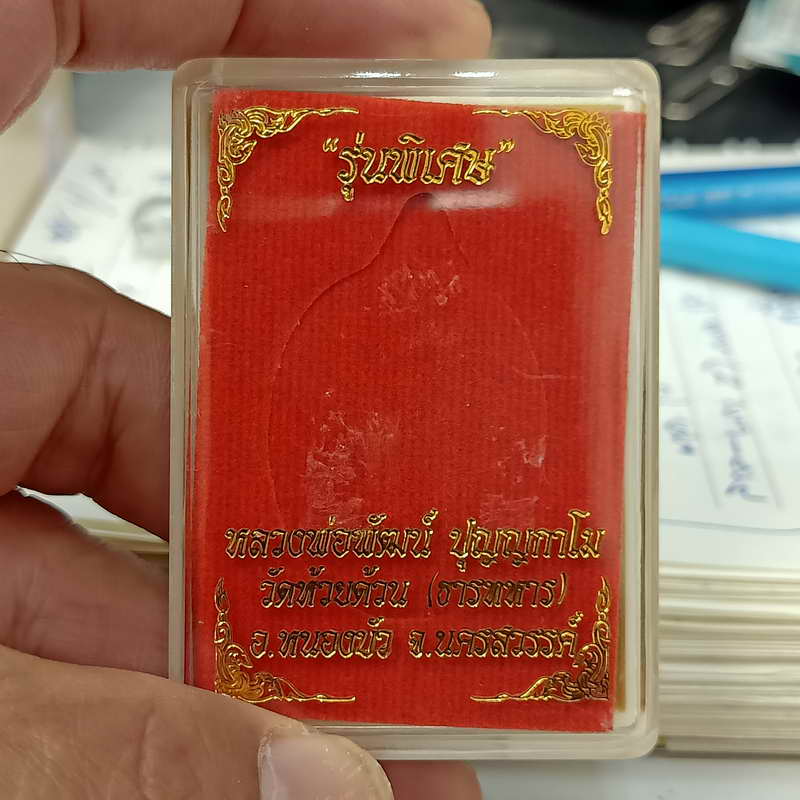 "รุ่นพิเศษ"
หลวงพ่อพัฒน์ ปุญญกาโม
วัดห้วยด้วน (ธารทหาร)
อ.หนองบัว จ.นครสวรรค์